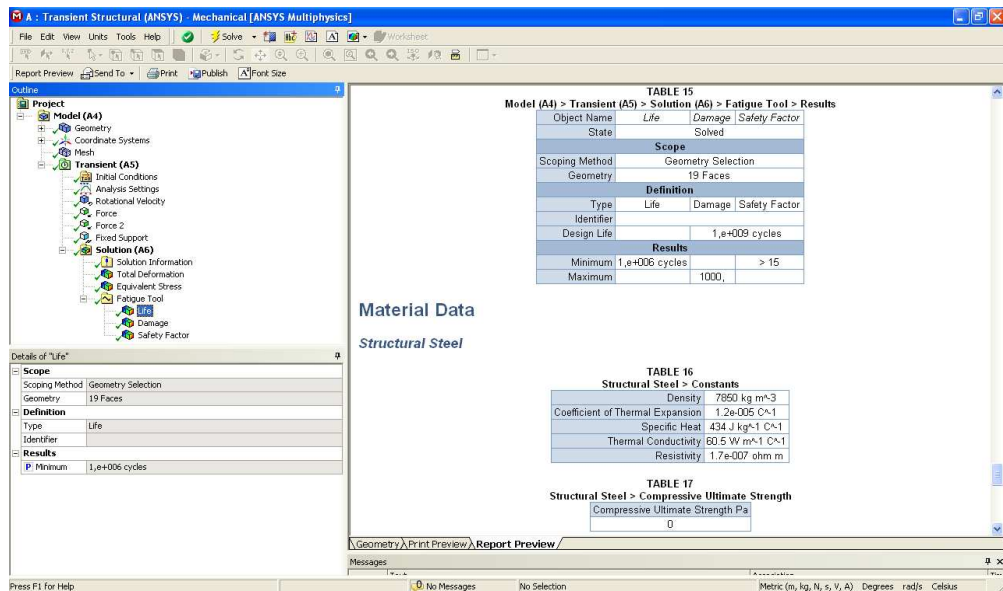 A : Transient Structural (ANSYS) - Mechanical [ANSYS Multiphysics]
File Edit View Units Tools Help Solve Worksheet
Report Preview Send To Print Publish Font Size
Outline
Project
Model (A4)
Geometry
Coordinate Systems
Mesh
Transient (A5)
Initial Conditions
Analysis Settings
Rotational Velocity
Force
Force 2
Fixed Support
Solution (A6)
Solution Information
Total Deformation
Equivalent Stress
Fatigue Tool
Life
Damage
Safety Factor
Details of "Life"
Scope
Scoping Method Geometry Selection
Geometry 19 Faces
Definition
Type Life
Identifier
Results
P Minimum 1,e+006 cycles
TABLE 15
Model (A4) > Transient (A5) > Solution (A6) > Fatigue Tool > Results
Object Name Life Damage Safety Factor
State Solved
Scope
Scoping Method Geometry Selection
Geometry 19 Faces
Definition
Type Life Damage Safety Factor
Identifier
Design Life 1,e+009 cycles
Results
Minimum 1,e+006 cycles > 15
Maximum 1000,
Material Data
Structural Steel
TABLE 16
Structural Steel > Constants
Density 7850 kg m^-3
Coefficient of Thermal Expansion 1.2e-005 C^-1
Specific Heat 434 J kg^-1 C^-1
Thermal Conductivity 60.5 W m^-1 C^-1
Resistivity 1.7e-007 ohm m
TABLE 17
Structural Steel > Compressive Ultimate Strength
Compressive Ultimate Strength Pa
0
Geometry Print Preview Report Preview
Messages
Press F1 for Help 0 No Messages No Selection Metric (m, kg, N, s, V, A) Degrees rad/s Celsius